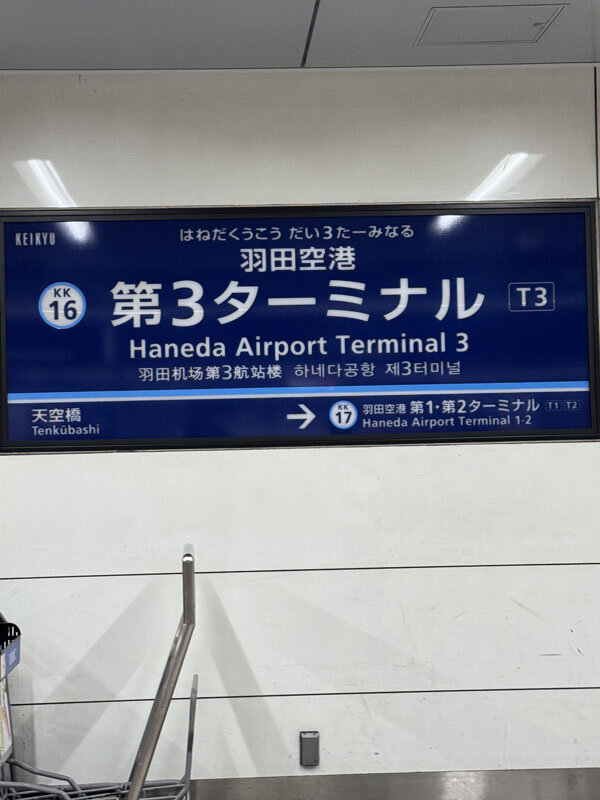 KEIKYU
はねだくうこう だい3たーみなる
羽田空港
KK
16
第3ターミナル
T3
Haneda Airport Terminal 3
羽田机场第3航站楼 하네다공항 제3터미널
天空橋
Tenkūbashi
→
KK
17
羽田空港 第1・第2ターミナル T1 T2
Haneda Airport Terminal 1·2